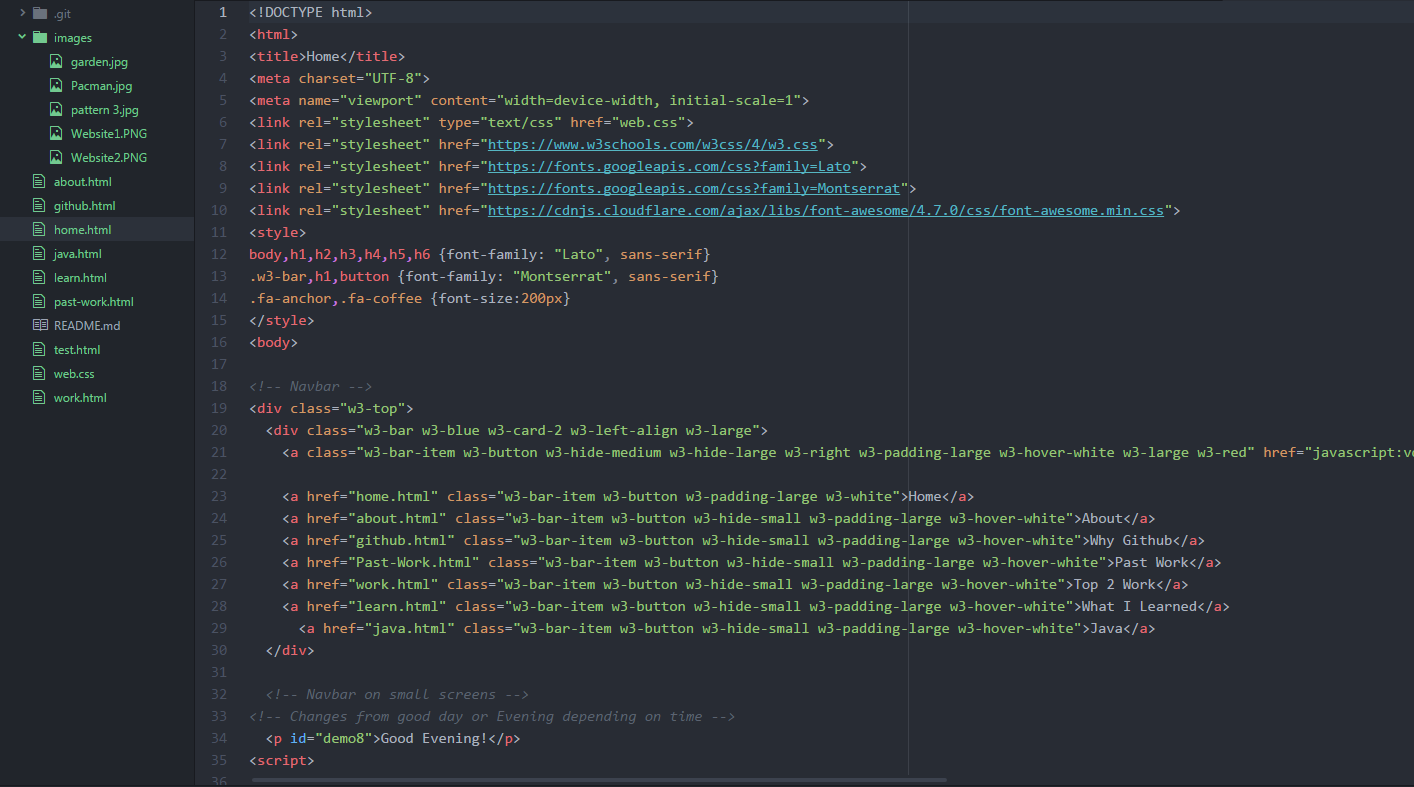 .git
images
garden.jpg
Pacman.jpg
pattern 3.jpg
Website1.PNG
Website2.PNG
about.html
github.html
home.html
java.html
learn.html
past-work.html
README.md
test.html
web.css
work.html
1 <!DOCTYPE html>
2 <html>
3 <title>Home</title>
4 <meta charset="UTF-8">
5 <meta name="viewport" content="width=device-width, initial-scale=1">
6 <link rel="stylesheet" type="text/css" href="web.css">
7 <link rel="stylesheet" href="https://www.w3schools.com/w3css/4/w3.css">
8 <link rel="stylesheet" href="https://fonts.googleapis.com/css?family=Lato">
9 <link rel="stylesheet" href="https://fonts.googleapis.com/css?family=Montserrat">
10 <link rel="stylesheet" href="https://cdnjs.cloudflare.com/ajax/libs/font-awesome/4.7.0/css/font-awesome.min.css">
11 <style>
12 body,h1,h2,h3,h4,h5,h6 {font-family: "Lato", sans-serif}
13 .w3-bar,h1,button {font-family: "Montserrat", sans-serif}
14 .fa-anchor,.fa-coffee {font-size:200px}
15 </style>
16 <body>
17
18 <!-- Navbar -->
19 <div class="w3-top">
20 <div class="w3-bar w3-blue w3-card-2 w3-left-align w3-large">
21 <a class="w3-bar-item w3-button w3-hide-medium w3-hide-large w3-right w3-padding-large w3-hover-white w3-large w3-red" href="javascript:v
22
23 <a href="home.html" class="w3-bar-item w3-button w3-padding-large w3-white">Home</a>
24 <a href="about.html" class="w3-bar-item w3-button w3-hide-small w3-padding-large w3-hover-white">About</a>
25 <a href="github.html" class="w3-bar-item w3-button w3-hide-small w3-padding-large w3-hover-white">Why Github</a>
26 <a href="Past-Work.html" class="w3-bar-item w3-button w3-hide-small w3-padding-large w3-hover-white">Past Work</a>
27 <a href="work.html" class="w3-bar-item w3-button w3-hide-small w3-padding-large w3-hover-white">Top 2 Work</a>
28 <a href="learn.html" class="w3-bar-item w3-button w3-hide-small w3-padding-large w3-hover-white">What I Learned</a>
29 <a href="java.html" class="w3-bar-item w3-button w3-hide-small w3-padding-large w3-hover-white">Java</a>
30 </div>
31
32 <!-- Navbar on small screens -->
33 <!-- Changes from good day or Evening depending on time -->
34 <p id="demo8">Good Evening!</p>
35 <script>
36